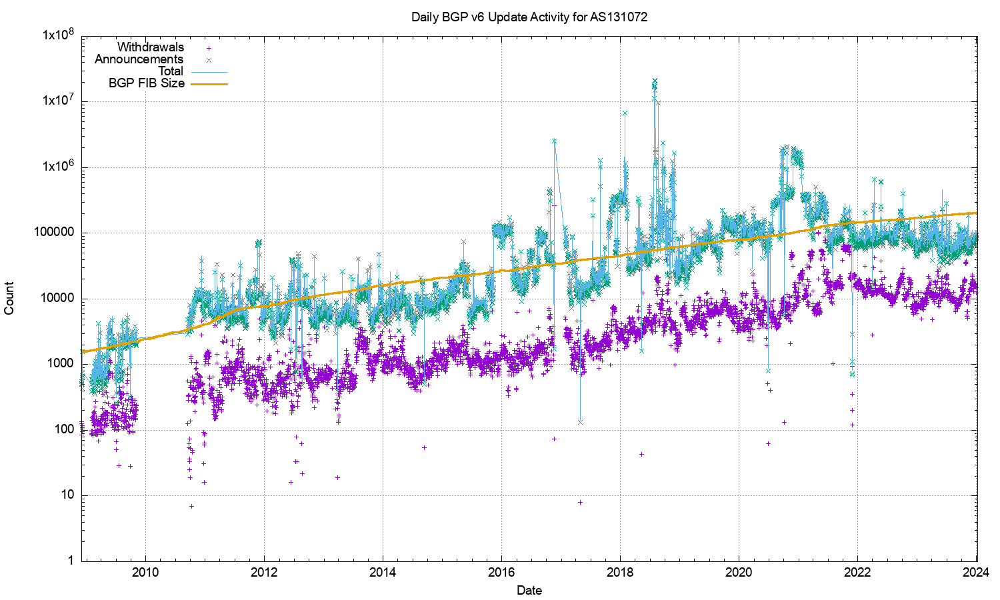 Daily BGP v6 Update Activity for AS131072
1x10^8
1x10^7
1x10^6
100000
10000
1000
100
10
1
Count
Withdrawals
Announcements
Total
BGP FIB Size
2010 2012 2014 2016 2018 2020 2022 2024
Date